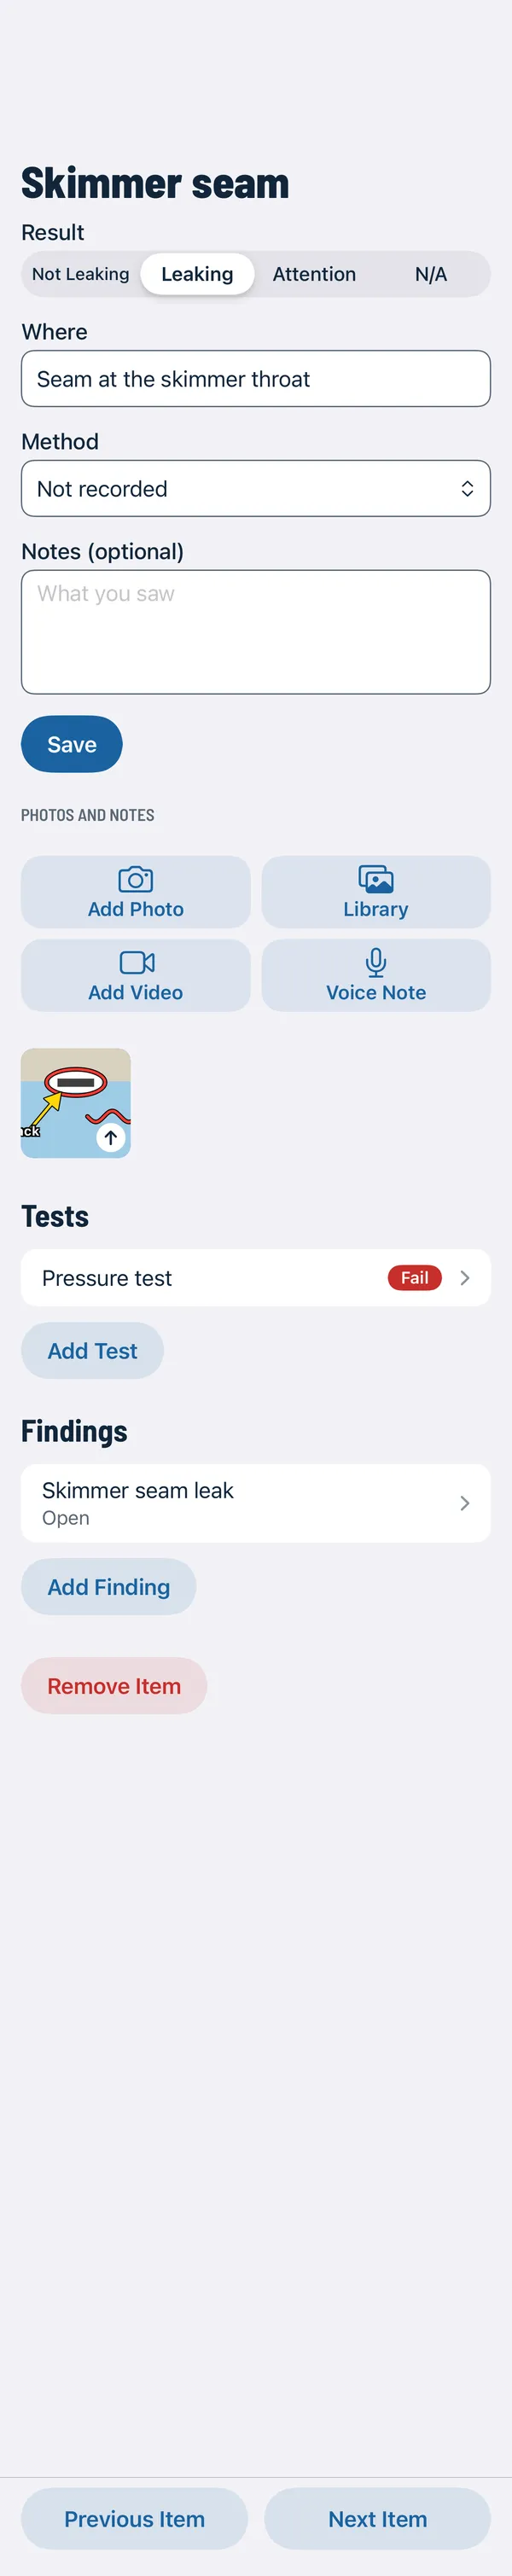 Skimmer seam
Result
Not Leaking Leaking Attention N/A
Where
Seam at the skimmer throat
Method
Not recorded
Notes (optional)
What you saw
Save
PHOTOS AND NOTES
Add Photo Library
Add Video Voice Note
Tests
Pressure test Fail
Add Test
Findings
Skimmer seam leak
Open
Add Finding
Remove Item
Previous Item Next Item